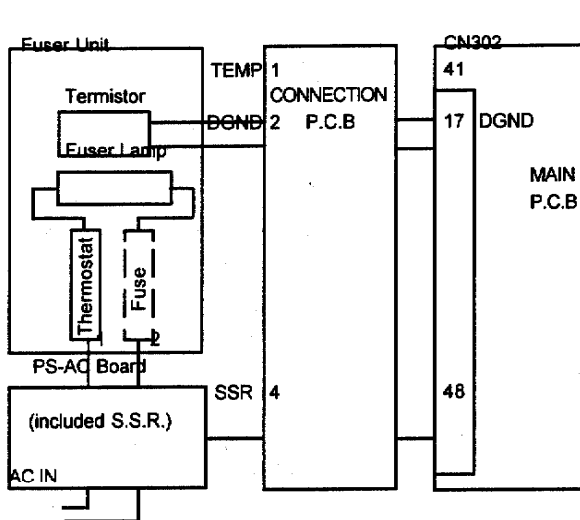 Fuser Unit
CN302
TEMP 1
41
Termistor
CONNECTION
P.C.B
DGND 2
17 DGND
Fuser Lamp
MAIN
P.C.B
Thermostat
Fuse
1
2
PS-AC Board
SSR 4
48
(included S.S.R.)
AC IN